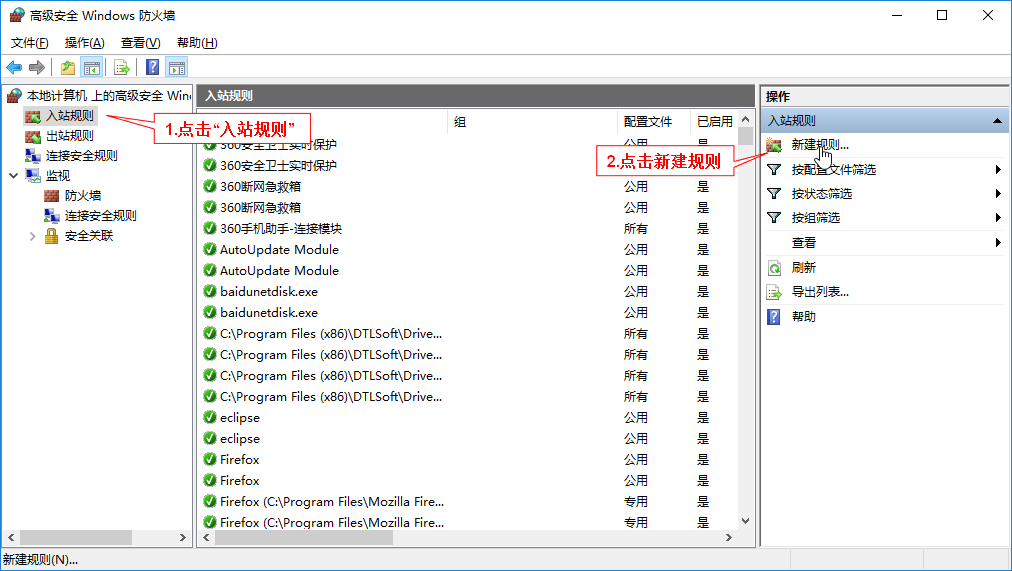 高级安全 Windows 防火墙
文件(F) 操作(A) 查看(V) 帮助(H)
本地计算机 上的高级安全 Win
入站规则
出站规则
连接安全规则
监视
防火墙
连接安全规则
安全关联
1.点击“入站规则”
入站规则
组 配置文件 已启用
360安全卫士实时保护 公用 是
360安全卫士实时保护
360断网急救箱 公用 是
360断网急救箱 公用 是
360手机助手-连接模块 所有 是
AutoUpdate Module 公用 是
AutoUpdate Module 公用 是
baidunetdisk.exe 公用 是
baidunetdisk.exe 公用 是
C:\Program Files (x86)\DTLSoft\Drive... 所有 是
C:\Program Files (x86)\DTLSoft\Drive... 所有 是
C:\Program Files (x86)\DTLSoft\Drive... 所有 是
C:\Program Files (x86)\DTLSoft\Drive... 所有 是
eclipse 公用 是
eclipse 公用 是
Firefox 公用 是
Firefox 公用 是
Firefox (C:\Program Files\Mozilla Fire... 专用 是
Firefox (C:\Program Files\Mozilla Fire... 专用 是
2.点击新建规则
操作
入站规则
新建规则...
按配置文件筛选
按状态筛选
按组筛选
查看
刷新
导出列表...
帮助
新建规则(N)...